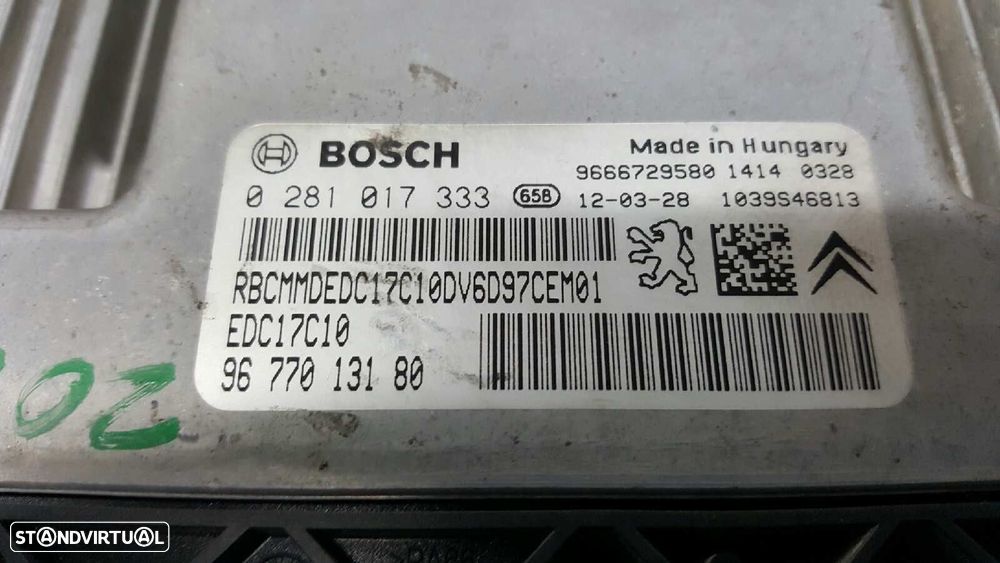 BOSCH
Made in Hungary
9666729580 1414 0328
0 281 017 333 658 12-03-28 1039S46813
RBCMMDEDC17C10DV6D97CEM01
EDC17C10
96 770 131 80
STANDVIRTUAL